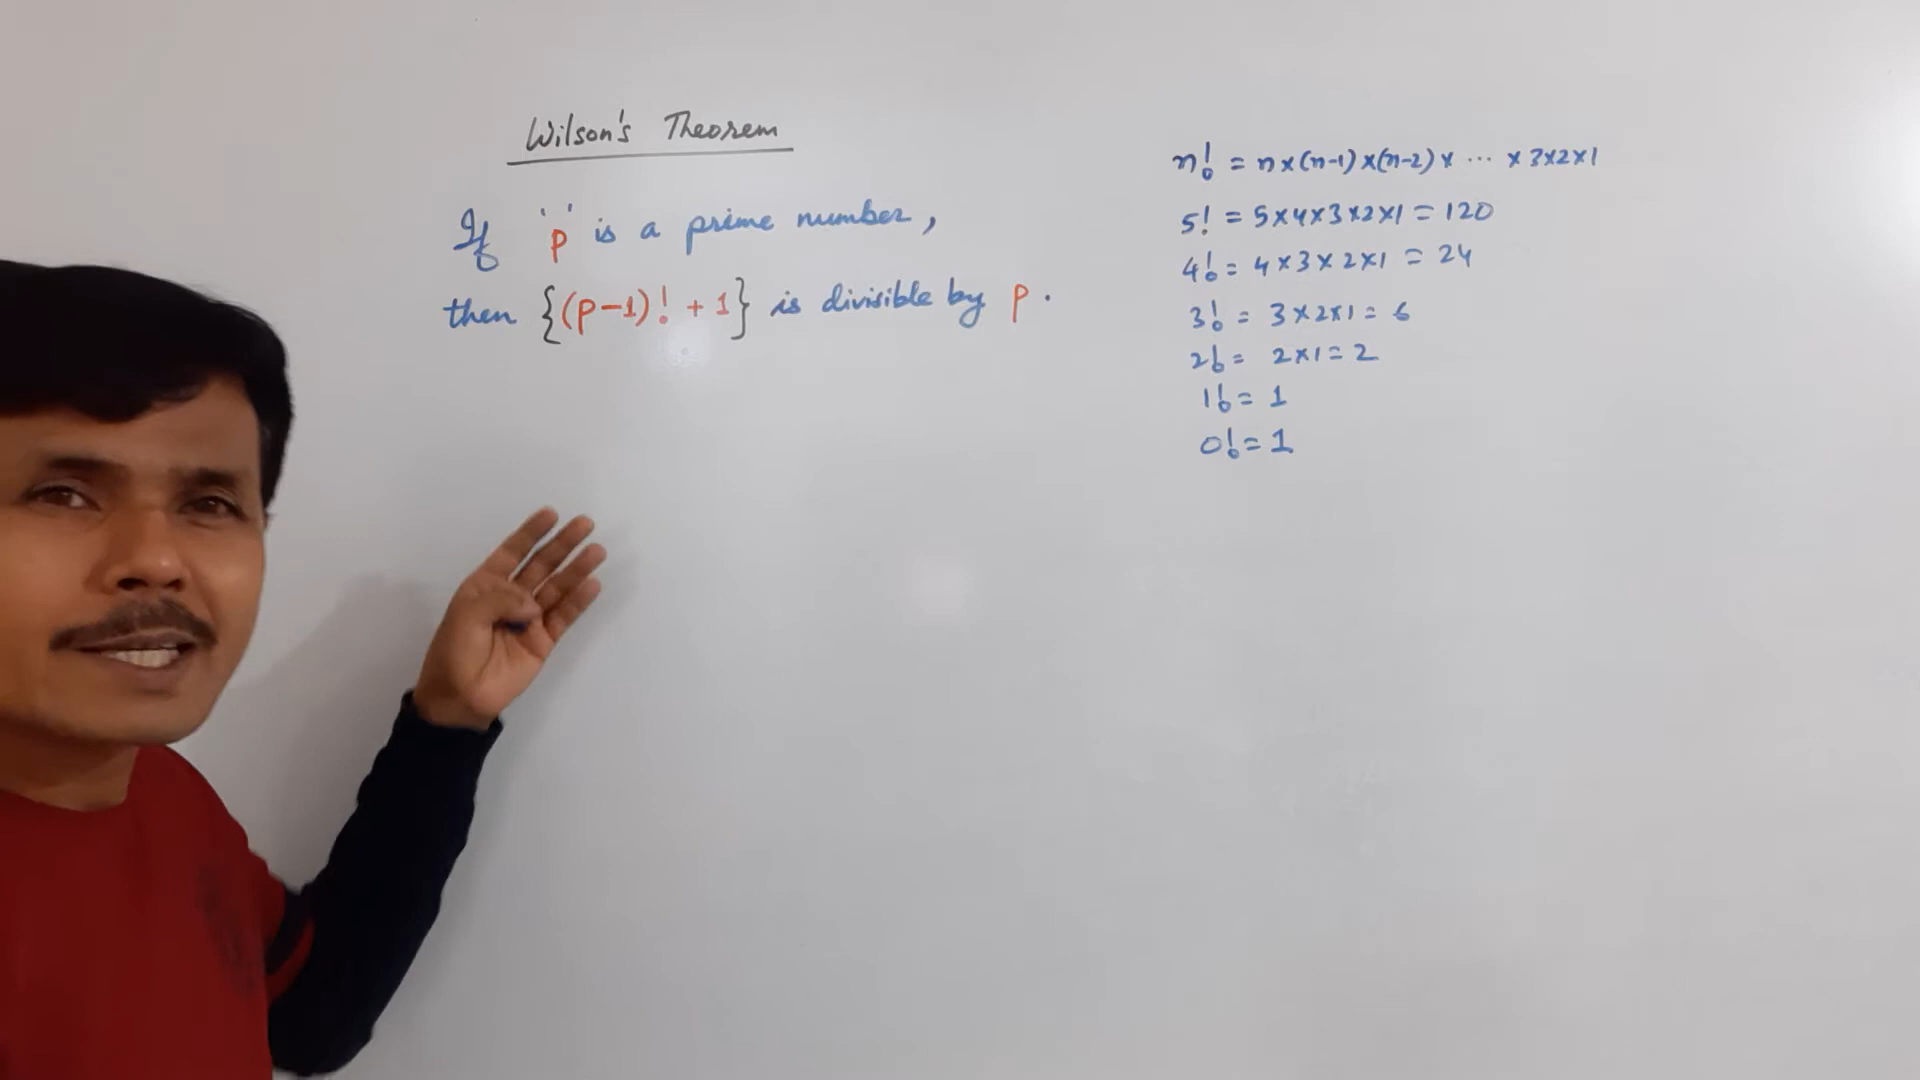 Wilson's Theorem
If 'p' is a prime number,
then {(p-1)! + 1} is divisible by p.
n! = n×(n-1)×(n-2)× ... ×3×2×1
5! = 5×4×3×2×1 = 120
4! = 4×3×2×1 = 24
3! = 3×2×1 = 6
2! = 2×1 = 2
1! = 1
0! = 1